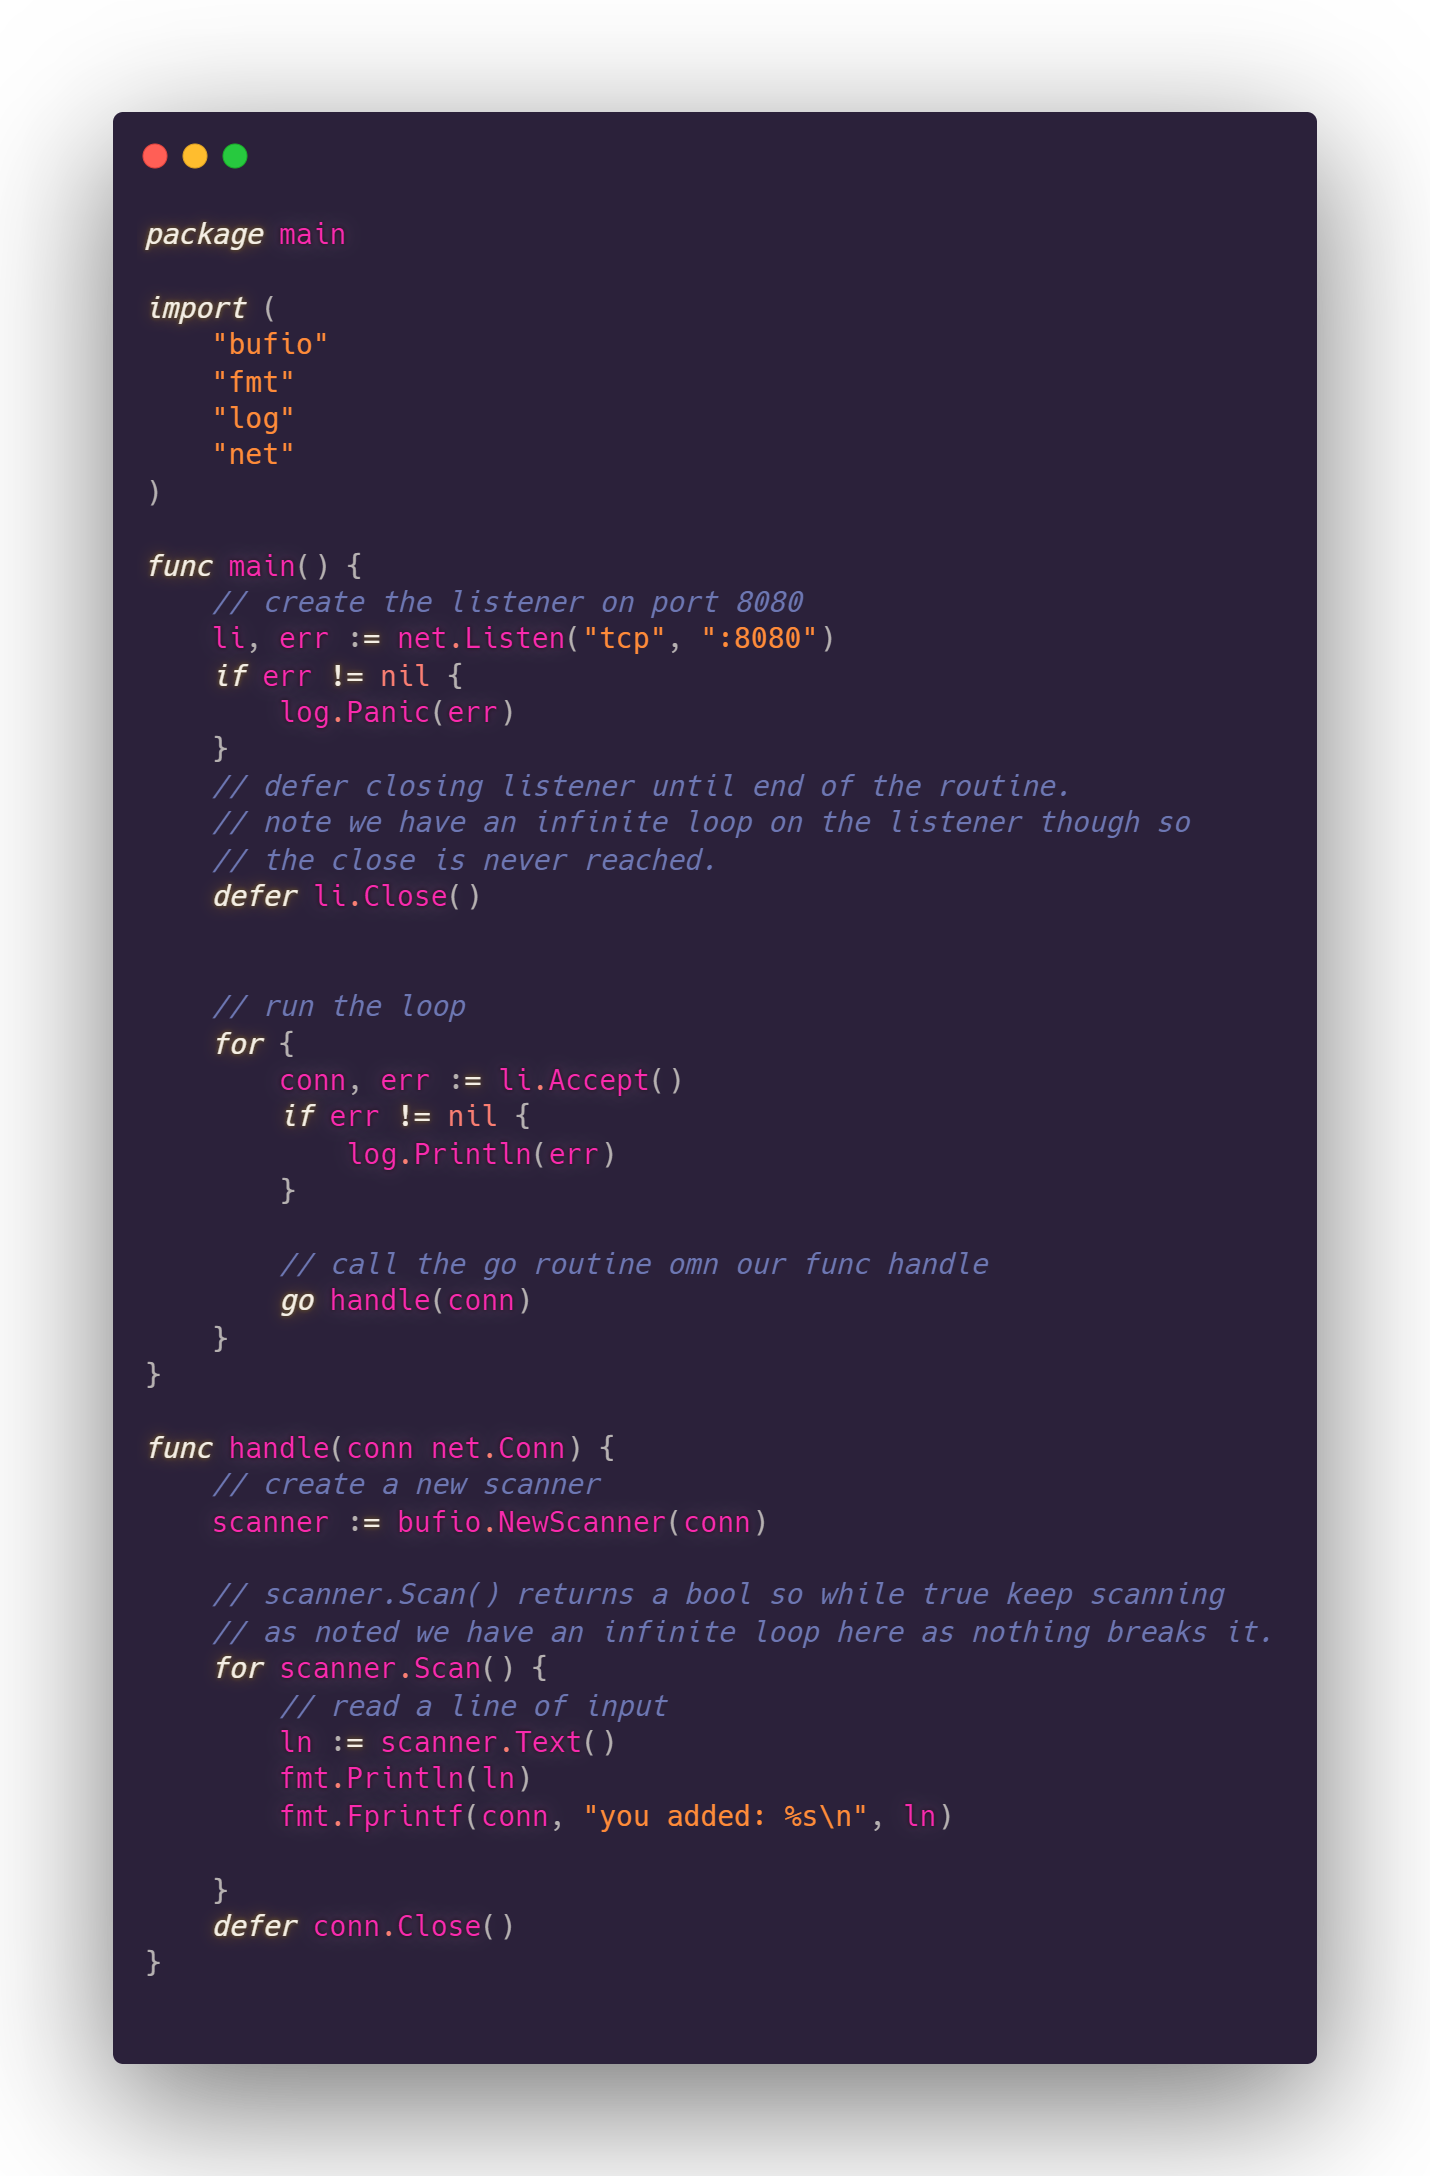 package main

import (
    "bufio"
    "fmt"
    "log"
    "net"
)

func main() {
    // create the listener on port 8080
    li, err := net.Listen("tcp", ":8080")
    if err != nil {
        log.Panic(err)
    }
    // defer closing listener until end of the routine.
    // note we have an infinite loop on the listener though so
    // the close is never reached.
    defer li.Close()


    // run the loop
    for {
        conn, err := li.Accept()
        if err != nil {
            log.Println(err)
        }

        // call the go routine omn our func handle
        go handle(conn)
    }
}

func handle(conn net.Conn) {
    // create a new scanner
    scanner := bufio.NewScanner(conn)

    // scanner.Scan() returns a bool so while true keep scanning
    // as noted we have an infinite loop here as nothing breaks it.
    for scanner.Scan() {
        // read a line of input
        ln := scanner.Text()
        fmt.Println(ln)
        fmt.Fprintf(conn, "you added: %s\n", ln)

    }
    defer conn.Close()
}